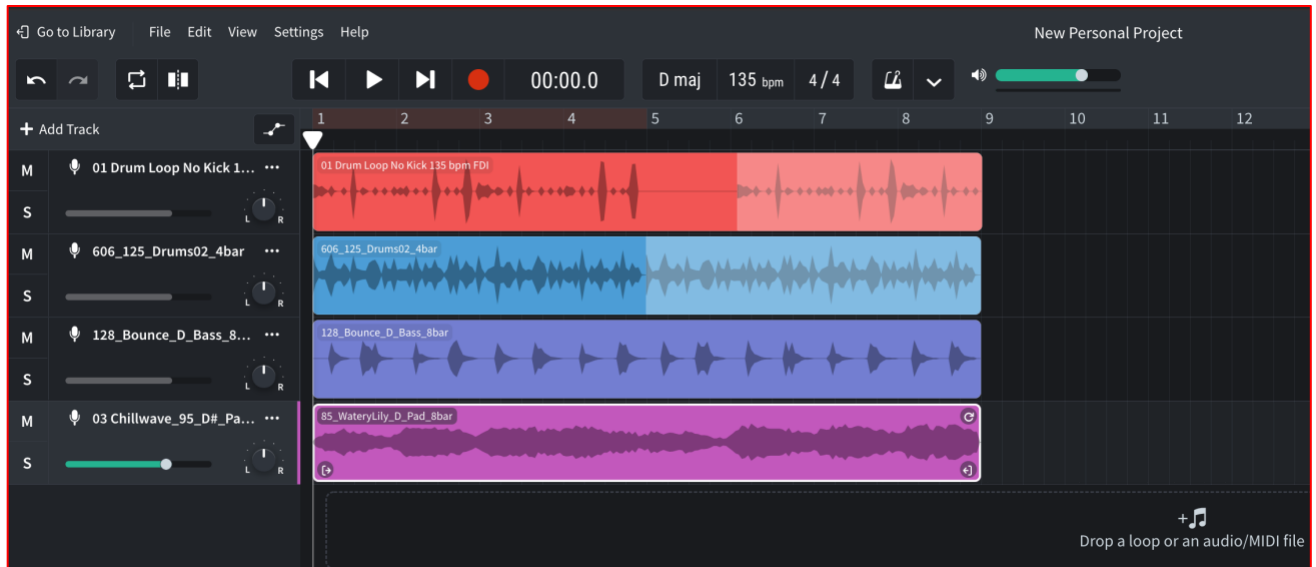 Go to Library File Edit View Settings Help New Personal Project
00:00.0 D maj 135 bpm 4 / 4
Add Track 1 2 3 4 5 6 7 8 9 10 11 12
M 01 Drum Loop No Kick 1... 01 Drum Loop No Kick 135 bpm FDI
S L R
M 606_125_Drums02_4bar 606_125_Drums02_4bar
S L R
M 128_Bounce_D_Bass_8... 128_Bounce_D_Bass_8bar
S L R
M 03 Chillwave_95_D#_Pa... 85_WateryLily_D_Pad_8bar
S L R
Drop a loop or an audio/MIDI file